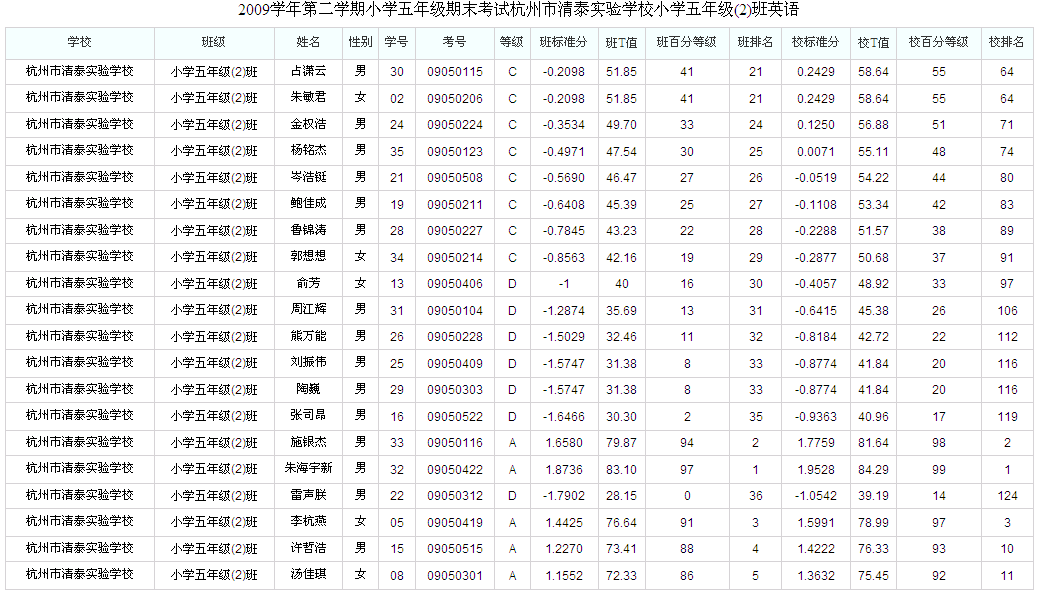 2009学年第二学期小学五年级期末考试杭州市清泰实验学校小学五年级(2)班英语
学校 班级 姓名 性别 学号 考号 等级 班标准分 班T值 班百分等级 班排名 校标准分 校T值 校百分等级 校排名
杭州市清泰实验学校 小学五年级(2)班 占潇云 男 30 09050115 C -0.2098 51.85 41 21 0.2429 58.64 55 64
杭州市清泰实验学校 小学五年级(2)班 朱敏君 女 02 09050206 C -0.2098 51.85 41 21 0.2429 58.64 55 64
杭州市清泰实验学校 小学五年级(2)班 金权浩 男 24 09050224 C -0.3534 49.70 33 24 0.1250 56.88 51 71
杭州市清泰实验学校 小学五年级(2)班 杨铭杰 男 35 09050123 C -0.4971 47.54 30 25 0.0071 55.11 48 74
杭州市清泰实验学校 小学五年级(2)班 岑浩铤 男 21 09050508 C -0.5690 46.47 27 26 -0.0519 54.22 44 80
杭州市清泰实验学校 小学五年级(2)班 鲍佳成 男 19 09050211 C -0.6408 45.39 25 27 -0.1108 53.34 42 83
杭州市清泰实验学校 小学五年级(2)班 鲁锦涛 男 28 09050227 C -0.7845 43.23 22 28 -0.2288 51.57 38 89
杭州市清泰实验学校 小学五年级(2)班 郭想想 女 34 09050214 C -0.8563 42.16 19 29 -0.2877 50.68 37 91
杭州市清泰实验学校 小学五年级(2)班 俞芳 女 13 09050406 D -1 40 16 30 -0.4057 48.92 33 97
杭州市清泰实验学校 小学五年级(2)班 周江辉 男 31 09050104 D -1.2874 35.69 13 31 -0.6415 45.38 26 106
杭州市清泰实验学校 小学五年级(2)班 熊万能 男 26 09050228 D -1.5029 32.46 11 32 -0.8184 42.72 22 112
杭州市清泰实验学校 小学五年级(2)班 刘振伟 男 25 09050409 D -1.5747 31.38 8 33 -0.8774 41.84 20 116
杭州市清泰实验学校 小学五年级(2)班 陶巍 男 29 09050303 D -1.5747 31.38 8 33 -0.8774 41.84 20 116
杭州市清泰实验学校 小学五年级(2)班 张司昂 男 16 09050522 D -1.6466 30.30 2 35 -0.9363 40.96 17 119
杭州市清泰实验学校 小学五年级(2)班 施银杰 男 33 09050116 A 1.6580 79.87 94 2 1.7759 81.64 98 2
杭州市清泰实验学校 小学五年级(2)班 朱海宇新 男 32 09050422 A 1.8736 83.10 97 1 1.9528 84.29 99 1
杭州市清泰实验学校 小学五年级(2)班 雷声朕 男 22 09050312 D -1.7902 28.15 0 36 -1.0542 39.19 14 124
杭州市清泰实验学校 小学五年级(2)班 李杭燕 女 05 09050419 A 1.4425 76.64 91 3 1.5991 78.99 97 3
杭州市清泰实验学校 小学五年级(2)班 许哲浩 男 15 09050515 A 1.2270 73.41 88 4 1.4222 76.33 93 10
杭州市清泰实验学校 小学五年级(2)班 汤佳琪 女 08 09050301 A 1.1552 72.33 86 5 1.3632 75.45 92 11